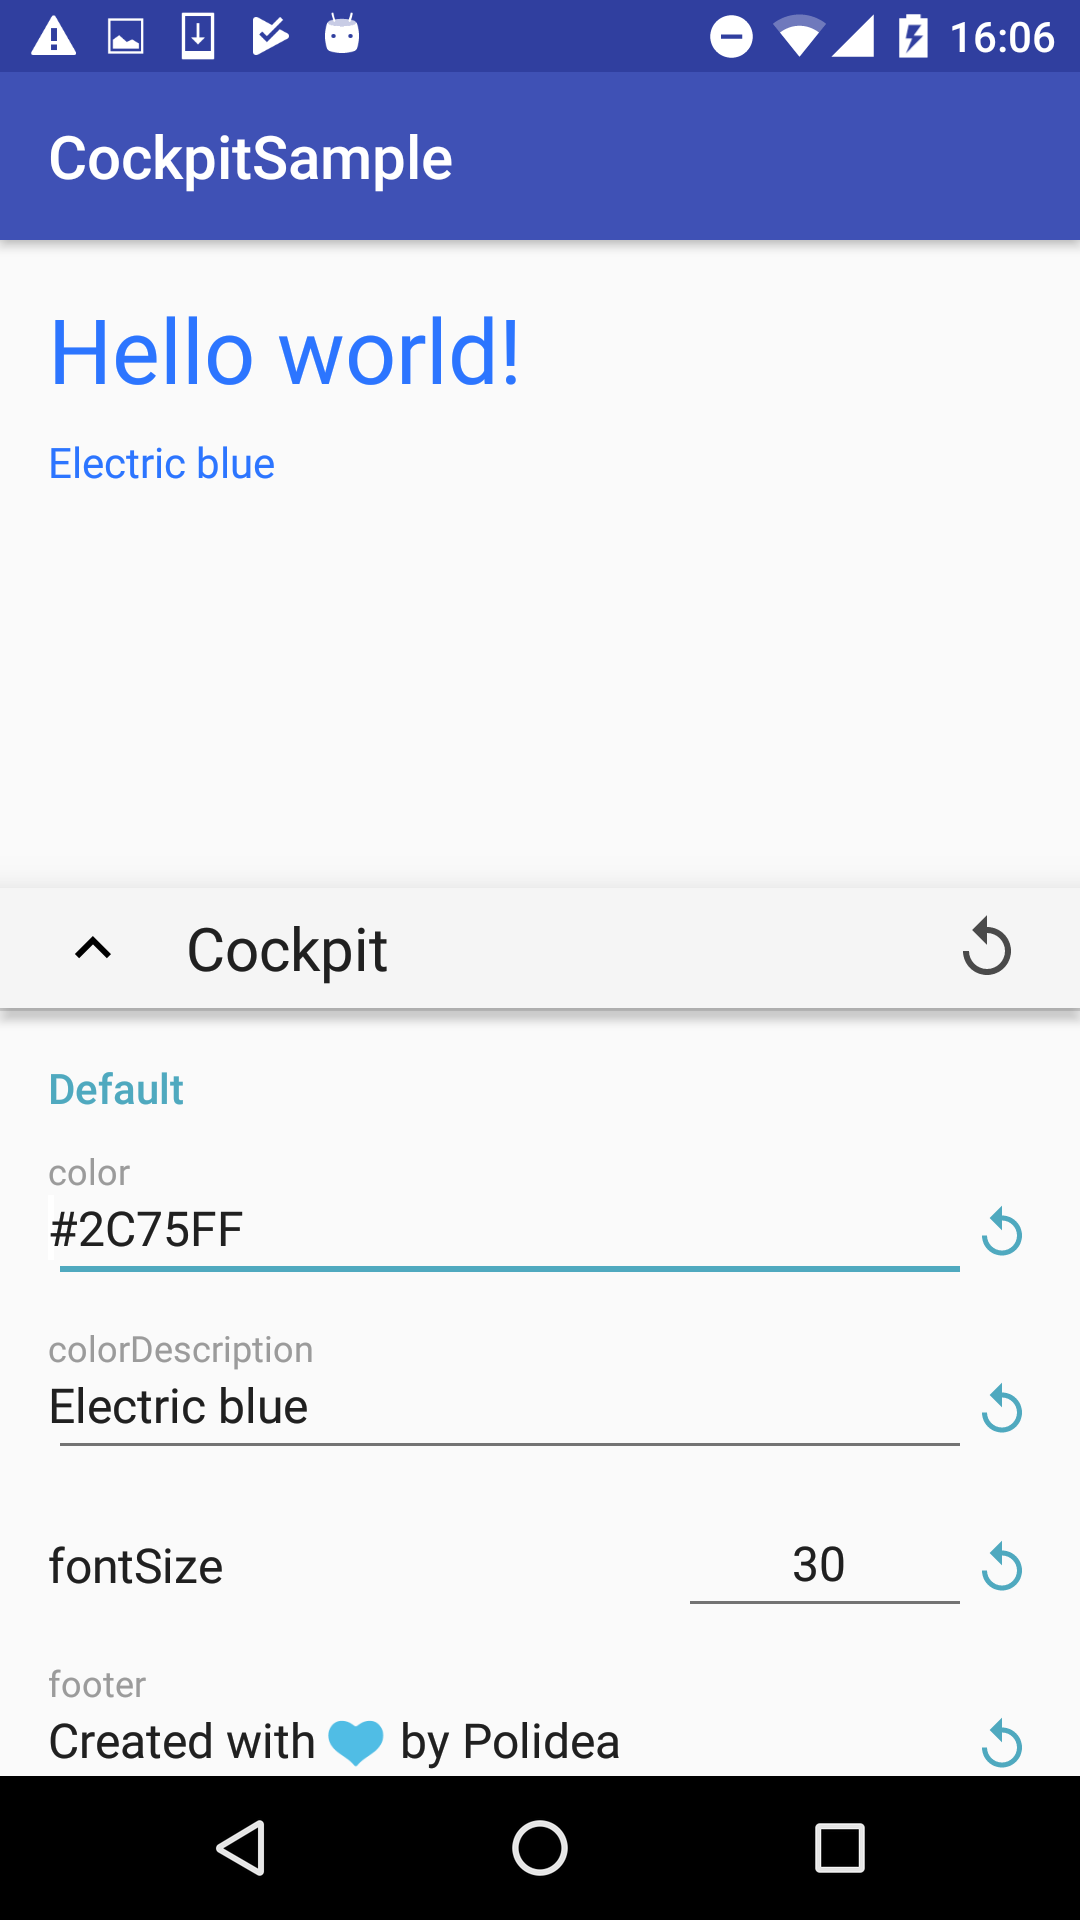 16:06
CockpitSample
Hello world!
Electric blue
Cockpit
Default
color
#2C75FF
colorDescription
Electric blue
fontSize 30
footer
Created with 💙 by Polidea